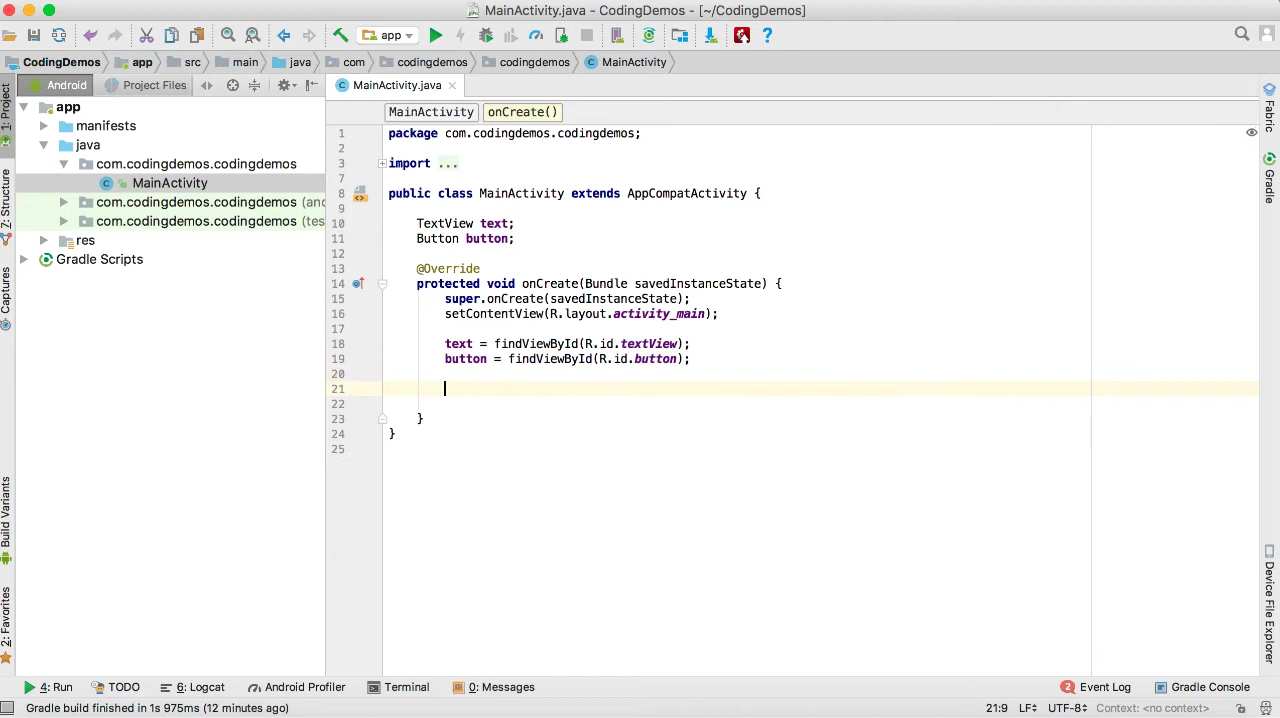 MainActivity.java - CodingDemos - [~/CodingDemos]
app
CodingDemos app src main java com codingdemos codingdemos MainActivity
Android Project Files
MainActivity.java
1: Project
7: Structure
Captures
Build Variants
2: Favorites
app
manifests
java
com.codingdemos.codingdemos
MainActivity
com.codingdemos.codingdemos (anc
com.codingdemos.codingdemos (tes
res
Gradle Scripts
MainActivity onCreate()
1 package com.codingdemos.codingdemos;
2
3 import ...
7
8 public class MainActivity extends AppCompatActivity {
9
10 TextView text;
11 Button button;
12
13 @Override
14 protected void onCreate(Bundle savedInstanceState) {
15 super.onCreate(savedInstanceState);
16 setContentView(R.layout.activity_main);
17
18 text = findViewById(R.id.textView);
19 button = findViewById(R.id.button);
20
21
22
23 }
24 }
25
Fabric
Gradle
Device File Explorer
4: Run TODO 6: Logcat Android Profiler Terminal 0: Messages 2 Event Log Gradle Console
Gradle build finished in 1s 975ms (12 minutes ago) 21:9 LF UTF-8 Context: <no context>